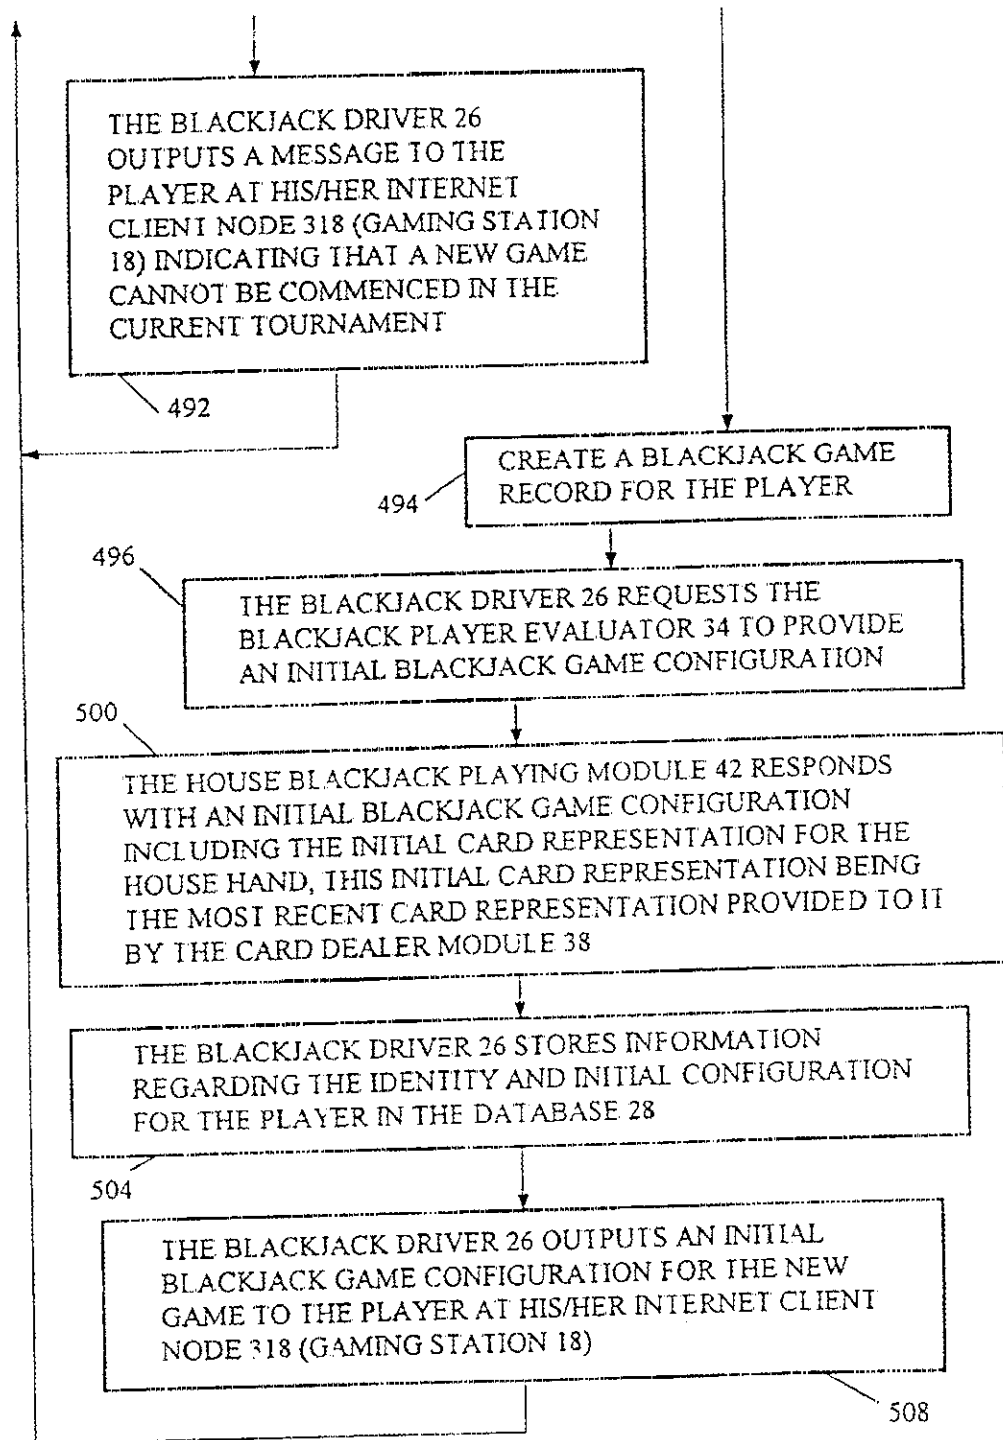 THE BLACKJACK DRIVER 26
OUTPUTS A MESSAGE TO THE
PLAYER AT HIS/HER INTERNET
CLIENT NODE 318 (GAMING STATION
18) INDICATING THAT A NEW GAME
CANNOT BE COMMENCED IN THE
CURRENT TOURNAMENT
492
CREATE A BLACKJACK GAME
RECORD FOR THE PLAYER
494
496
THE BLACKJACK DRIVER 26 REQUESTS THE
BLACKJACK PLAYER EVALUATOR 34 TO PROVIDE
AN INITIAL BLACKJACK GAME CONFIGURATION
500
THE HOUSE BLACKJACK PLAYING MODULE 42 RESPONDS
WITH AN INITIAL BLACKJACK GAME CONFIGURATION
INCLUDING THE INITIAL CARD REPRESENTATION FOR THE
HOUSE HAND, THIS INITIAL CARD REPRESENTATION BEING
THE MOST RECENT CARD REPRESENTATION PROVIDED TO IT
BY THE CARD DEALER MODULE 38
THE BLACKJACK DRIVER 26 STORES INFORMATION
REGARDING THE IDENTITY AND INITIAL CONFIGURATION
FOR THE PLAYER IN THE DATABASE 28
504
THE BLACKJACK DRIVER 26 OUTPUTS AN INITIAL
BLACKJACK GAME CONFIGURATION FOR THE NEW
GAME TO THE PLAYER AT HIS/HER INTERNET CLIENT
NODE 318 (GAMING STATION 18)
508